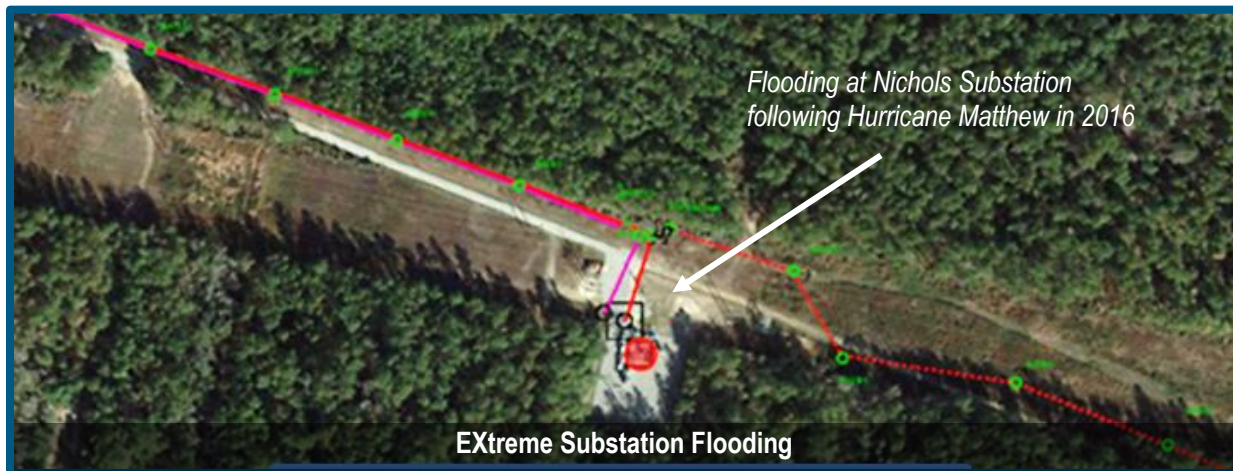 Flooding at Nichols Substation
following Hurricane Matthew in 2016
EXtreme Substation Flooding